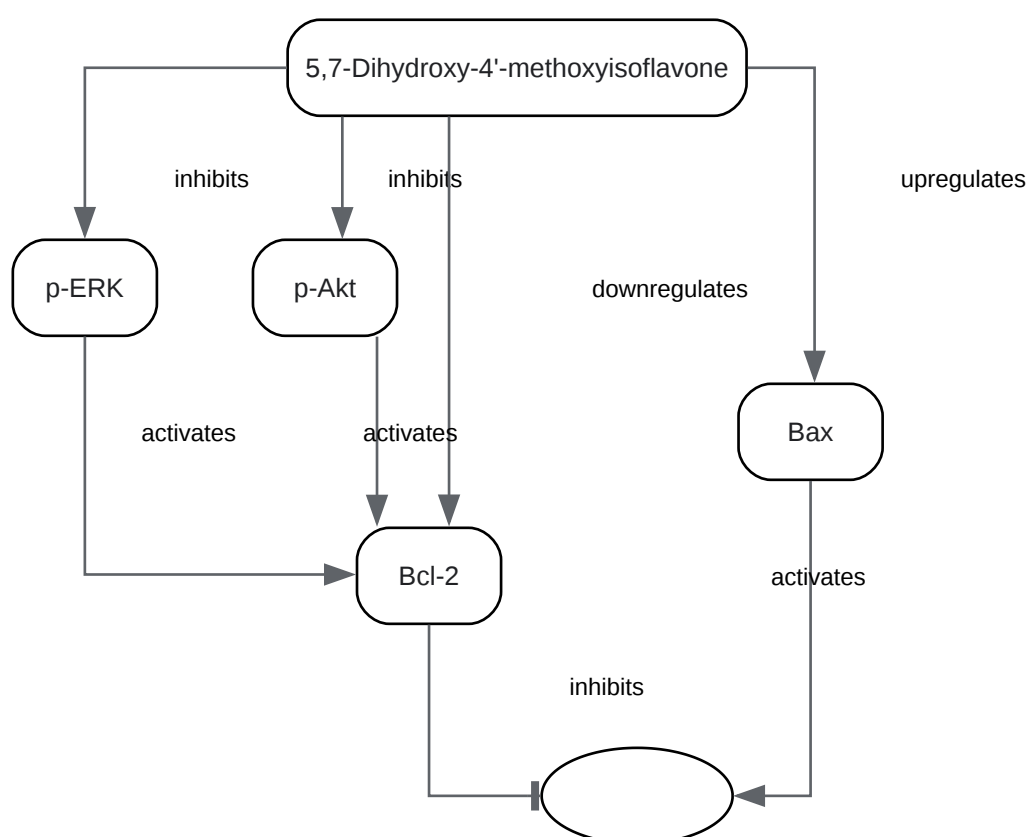 5,7-Dihydroxy-4'-methoxyisoflavone
inhibits
inhibits
upregulates
p-ERK
p-Akt
downregulates
activates
activates
Bax
Bcl-2
activates
inhibits